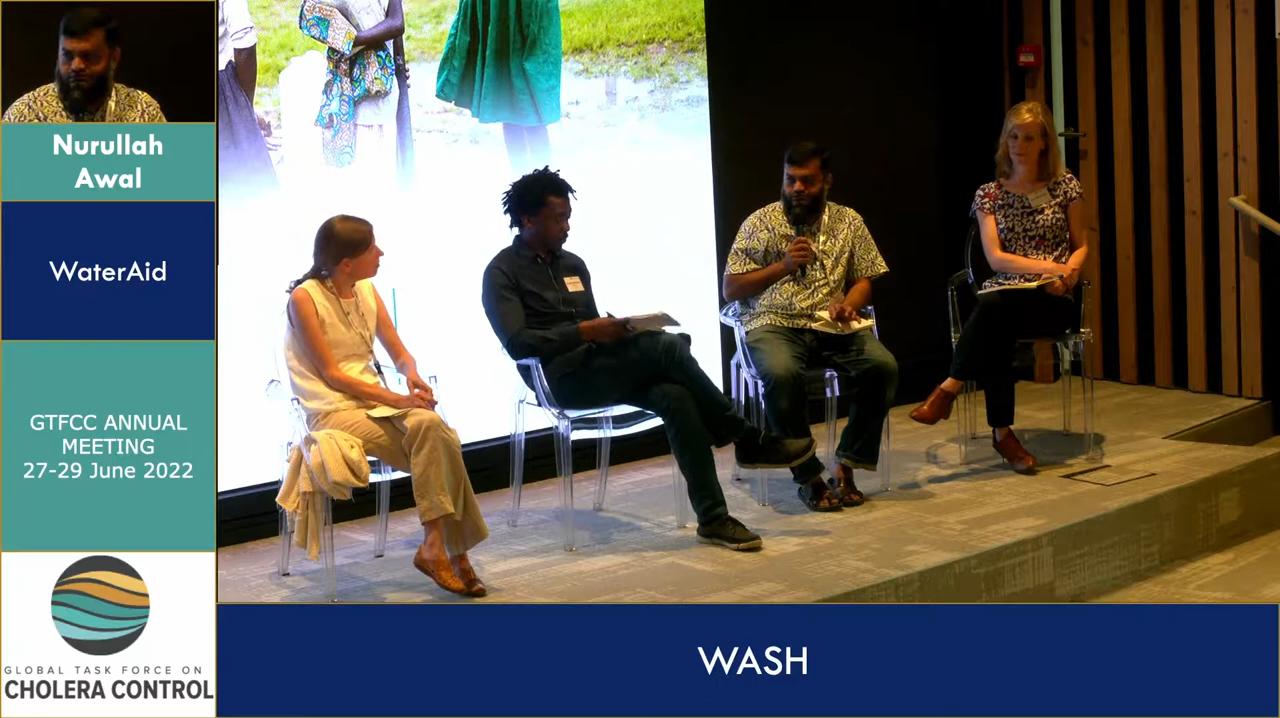 Nurullah
Awal
WaterAid
GTFCC ANNUAL
MEETING
27-29 June 2022
GLOBAL TASK FORCE ON
CHOLERA CONTROL
WASH